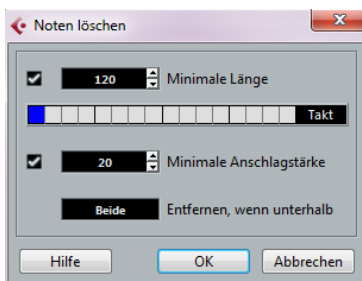 Noten löschen
120 Minimale Länge
Takt
20 Minimale Anschlagstärke
Beide Entfernen, wenn unterhalb
Hilfe OK Abbrechen